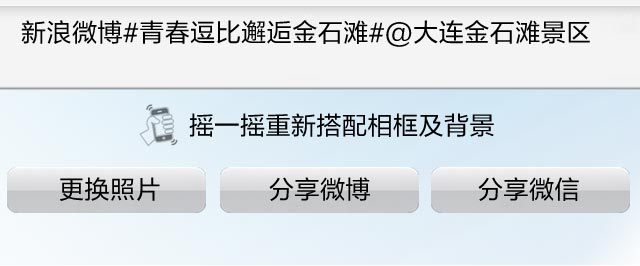 新浪微博#青春逗比邂逅金石滩#@大连金石滩景区
摇一摇重新搭配相框及背景
更换照片 分享微博 分享微信